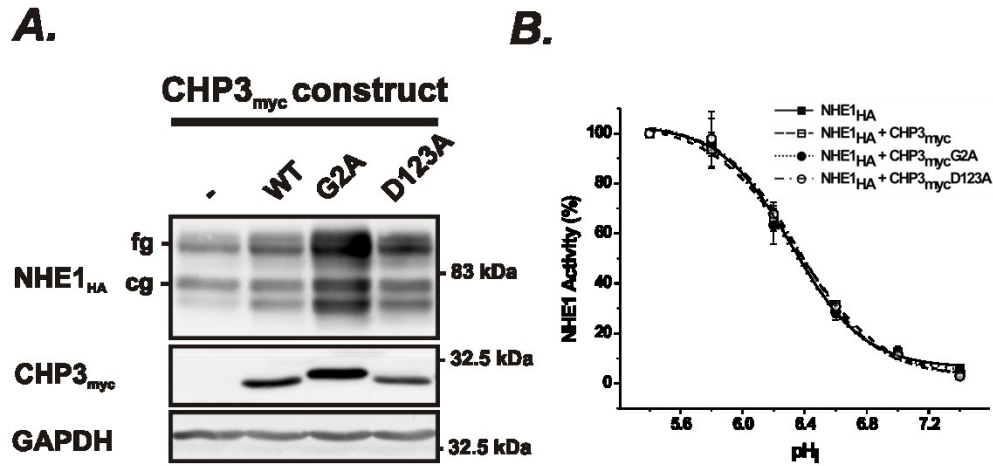 A.
CHP3myc construct
-
WT
G2A
D123A
fg
NHE1HA
cg
83 kDa
32.5 kDa
CHP3myc
GAPDH
32.5 kDa
B.
NHE1HA
NHE1HA + CHP3myc
NHE1HA + CHP3mycG2A
NHE1HA + CHP3mycD123A
NHE1 Activity (%)
100
80
60
40
20
0
5.6 6.0 6.4 6.8 7.2
pHI